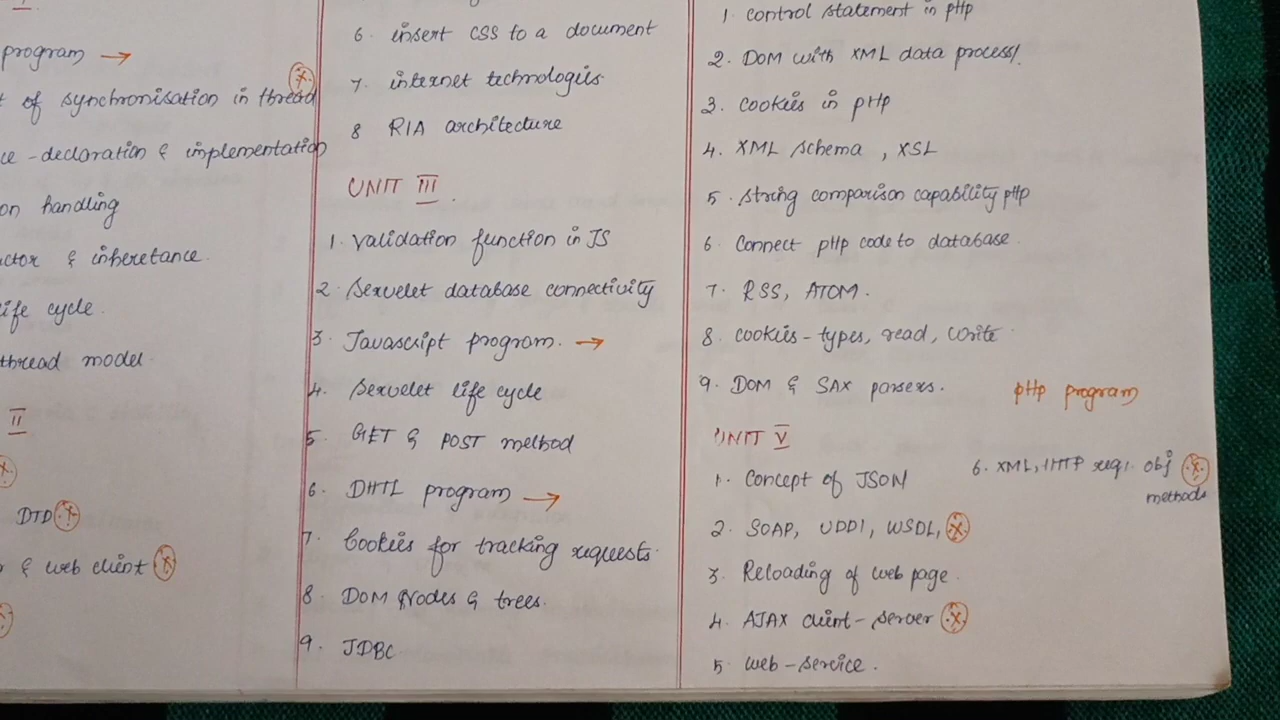 I
program →
t of synchronisation in thread
ce - declaration & implementation
on handling
ctor & inheretance.
life cycle.
thread model.
II
DTD
r & web client
6. insert CSS to a document
7. internet technologies.
8 RIA architecture
UNIT III.
1. Validation function in JS
2. Servelet database connectivity
3. Javascript program. →
4. Servelet life cycle
5. GET & POST method
6. DHTL program →
7. Cookies for tracking requests.
8. DOM Nodes & trees.
9. JDBC
1. control statement in PHP
2. DOM with XML data process/.
3. cookies in PHP
4. XML Schema, XSL
5. String comparison capability PHP
6 Connect PHP code to database.
7. RSS, ATOM.
8. cookies - types, read, write.
9. DOM & SAX parsers.
PHP program
UNIT V
1. Concept of JSON
2. SOAP, UDDI, WSDL,
3. Reloading of web page.
4. AJAX client - server
5. web - service.
6. XML, HTTP req. obj
methods